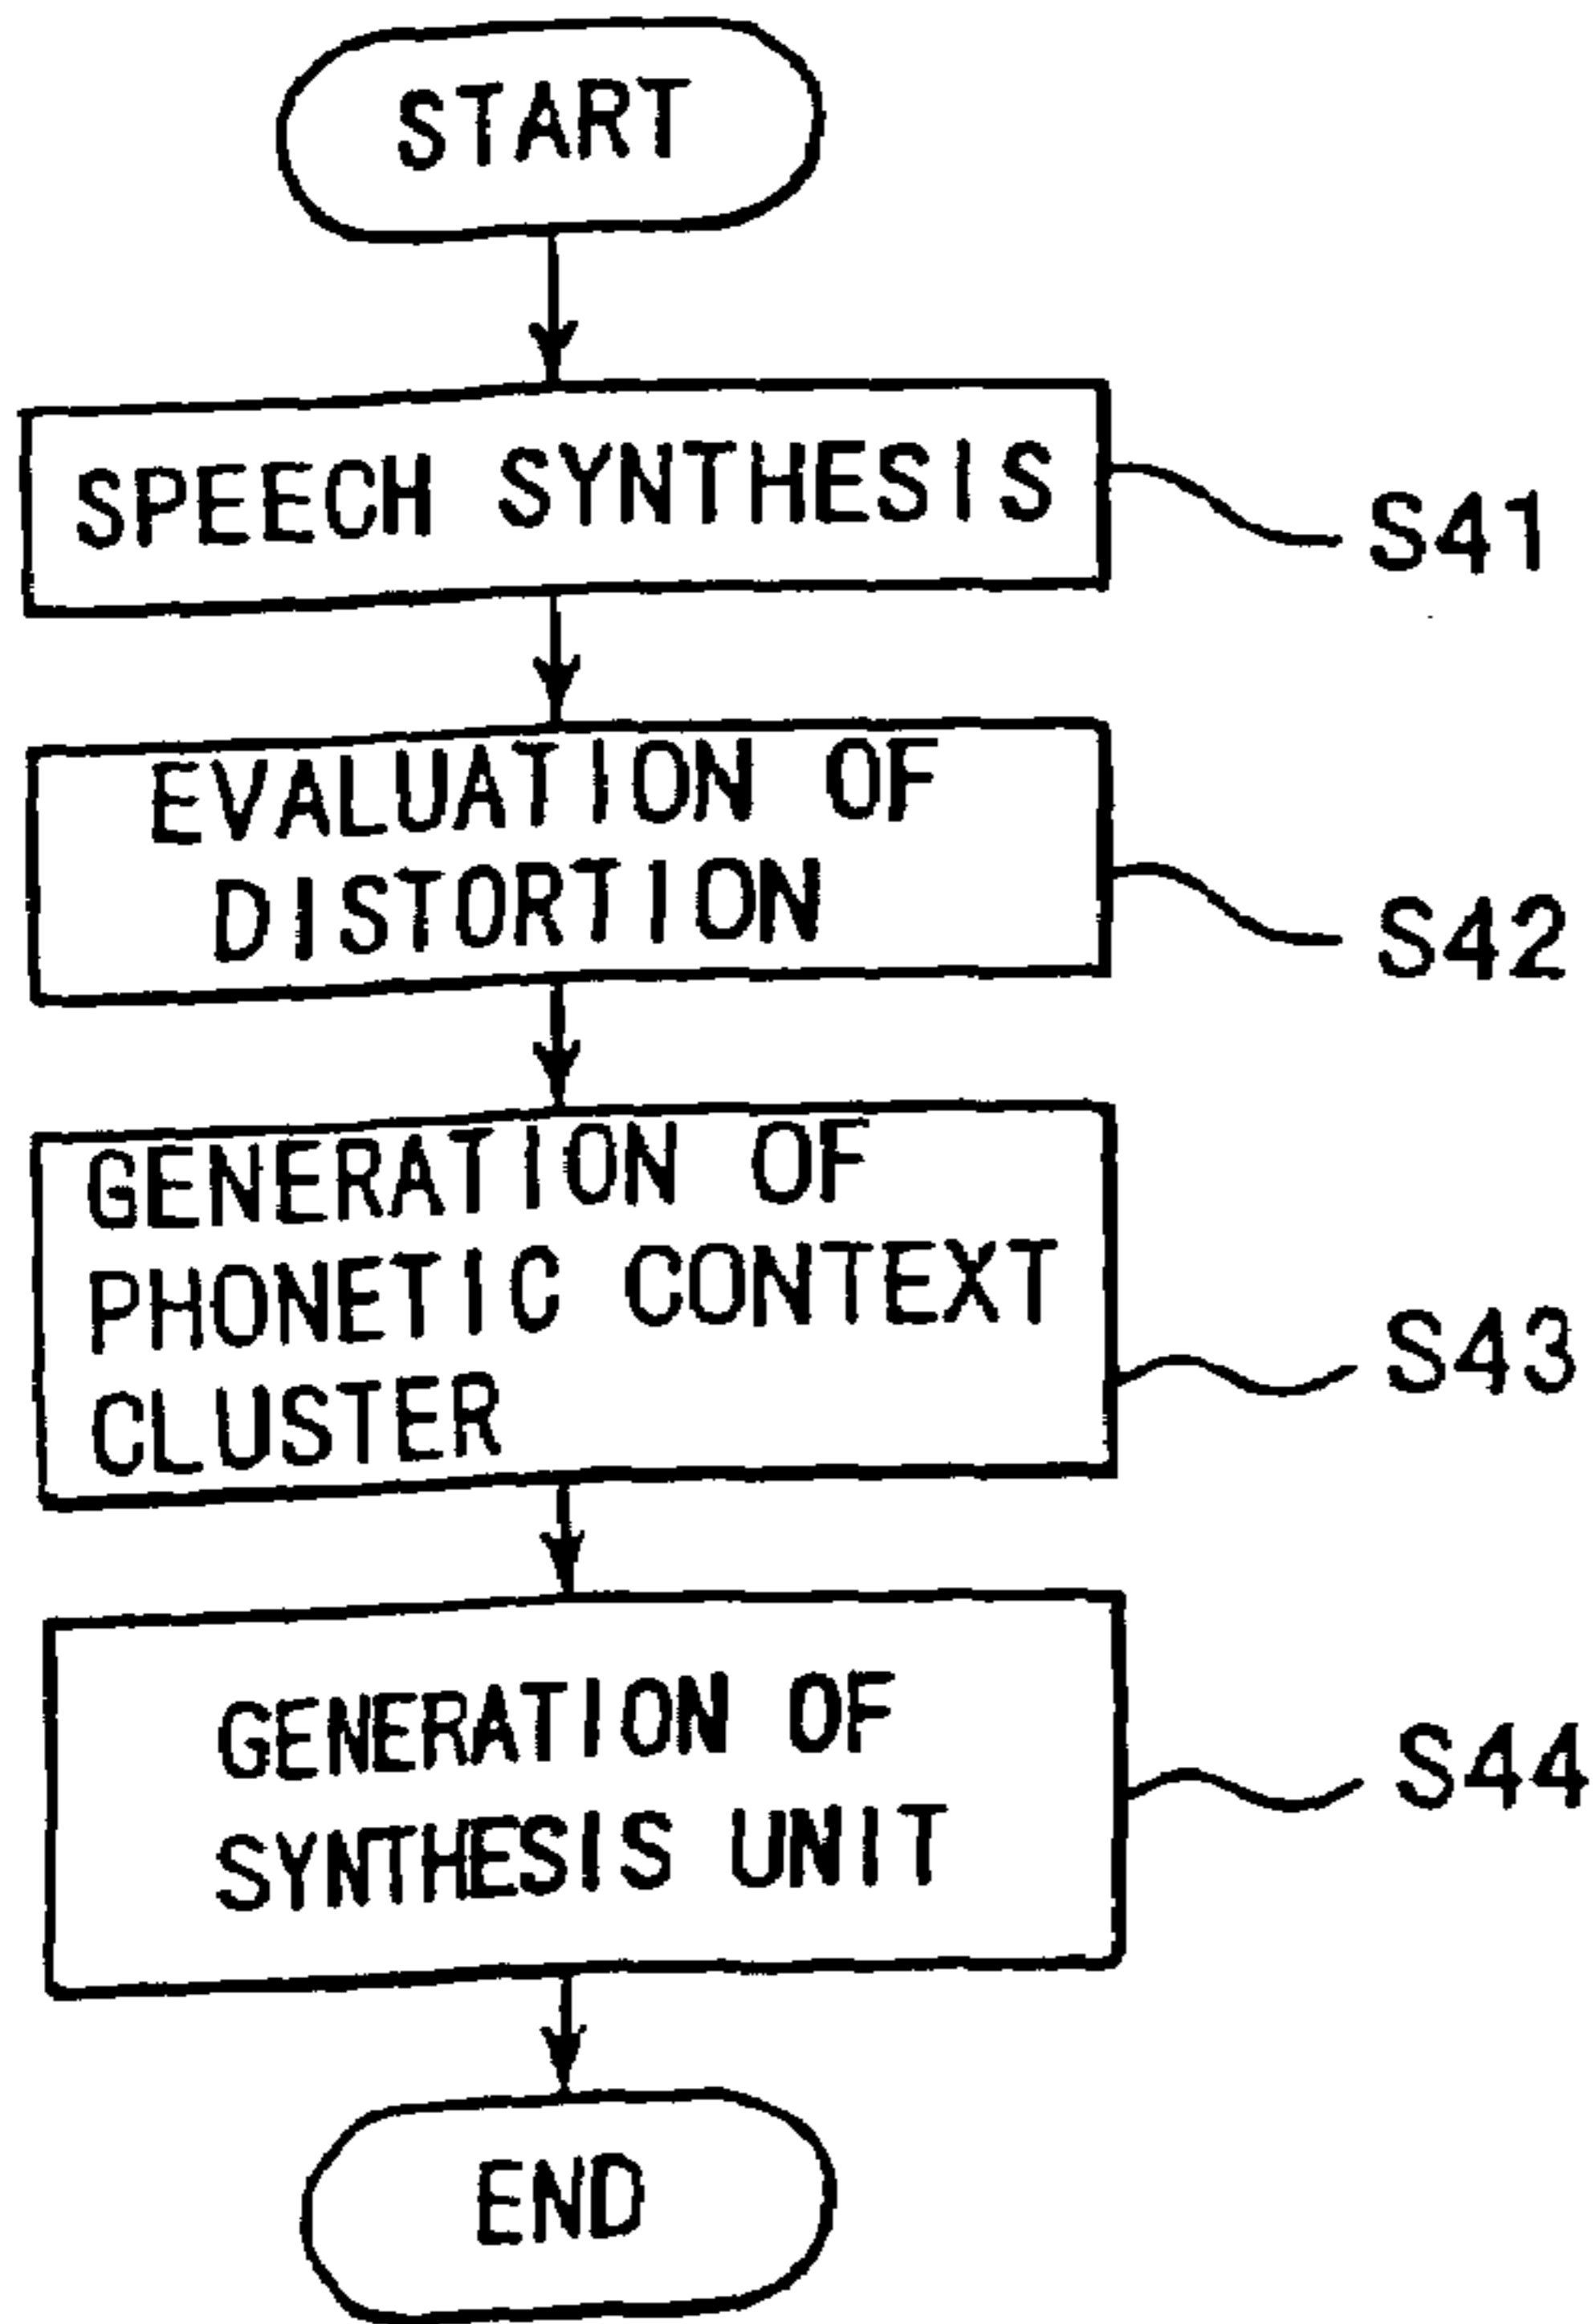 START
SPEECH SYNTHESIS
S41
EVALUATION OF
DISTORTION
S42
GENERATION OF
PHONETIC CONTEXT
CLUSTER
S43
GENERATION OF
SYNTHESIS UNIT
S44
END